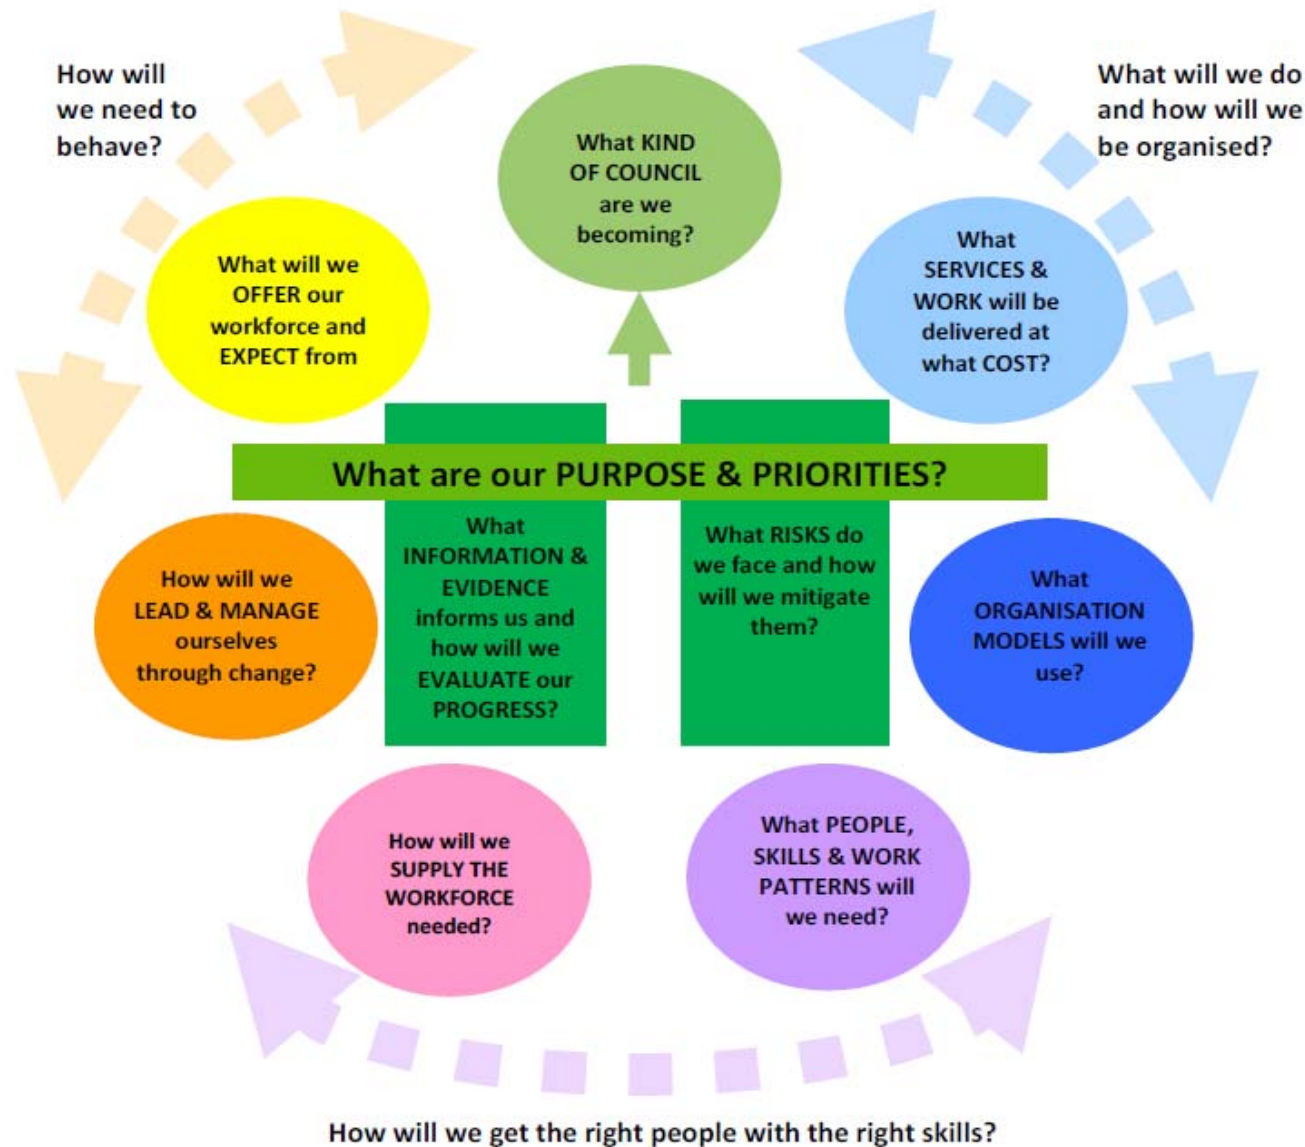 How will
we need to
behave?
What will we do
and how will we
be organised?
What KIND
OF COUNCIL
are we
becoming?
What will we
OFFER our
workforce and
EXPECT from
What
SERVICES &
WORK will be
delivered at
what COST?
What are our PURPOSE & PRIORITIES?
How will we
LEAD & MANAGE
ourselves
through change?
What
INFORMATION &
EVIDENCE
informs us and
how will we
EVALUATE our
PROGRESS?
What RISKS do
we face and how
will we mitigate
them?
What
ORGANISATION
MODELS will we
use?
How will we
SUPPLY THE
WORKFORCE
needed?
What PEOPLE,
SKILLS & WORK
PATTERNS will
we need?
How will we get the right people with the right skills?